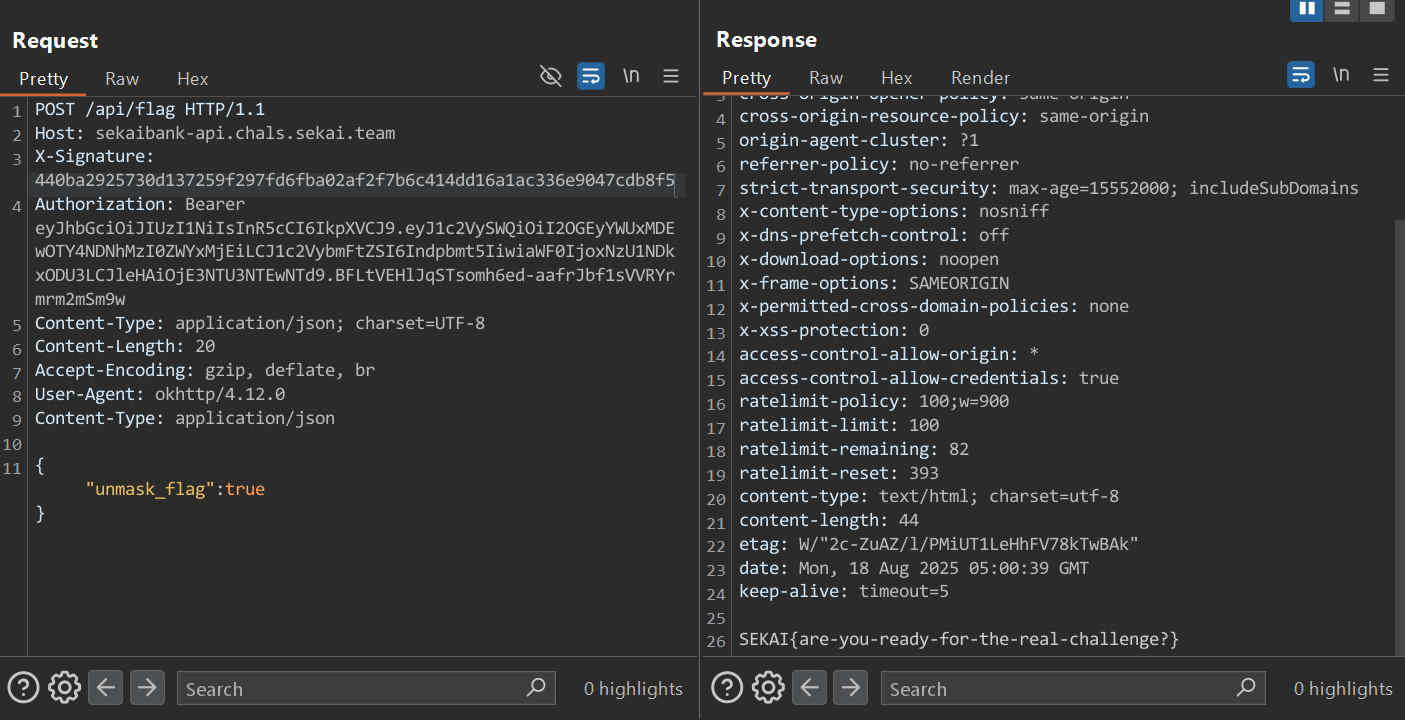 Request
Pretty Raw Hex \n
1 POST /api/flag HTTP/1.1
2 Host: sekaibank-api.chals.sekai.team
3 X-Signature:
440ba2925730d137259f297fd6fba02af2f7b6c414dd16a1ac336e9047cdb8f5
4 Authorization: Bearer
eyJhbGciOiJIUzI1NiIsInR5cCI6IkpXVCJ9.eyJ1c2VySWQiOiI2OGEyYWUxMDE
wOTY4NDNhMzI0ZWYxMjEiLCJ1c2VybmFtZSI6Indpbmt5IiwiaWF0IjoxNzU1NDk
xODU3LCJleHAiOjE3NTU3NTEwNTd9.BFLtVEHlJqSTsomh6ed-aafrJbf1sVVRYr
mrm2mSm9w
5 Content-Type: application/json; charset=UTF-8
6 Content-Length: 20
7 Accept-Encoding: gzip, deflate, br
8 User-Agent: okhttp/4.12.0
9 Content-Type: application/json
10
11 {
"unmask_flag":true
}
Search
0 highlights
Response
Pretty Raw Hex Render \n
3 cross-origin-opener-policy: same-origin
4 cross-origin-resource-policy: same-origin
5 origin-agent-cluster: ?1
6 referrer-policy: no-referrer
7 strict-transport-security: max-age=15552000; includeSubDomains
8 x-content-type-options: nosniff
9 x-dns-prefetch-control: off
10 x-download-options: noopen
11 x-frame-options: SAMEORIGIN
12 x-permitted-cross-domain-policies: none
13 x-xss-protection: 0
14 access-control-allow-origin: *
15 access-control-allow-credentials: true
16 ratelimit-policy: 100;w=900
17 ratelimit-limit: 100
18 ratelimit-remaining: 82
19 ratelimit-reset: 393
20 content-type: text/html; charset=utf-8
21 content-length: 44
22 etag: W/"2c-ZuAZ/l/PMiUT1LeHhFV78kTwBAk"
23 date: Mon, 18 Aug 2025 05:00:39 GMT
24 keep-alive: timeout=5
25
26 SEKAI{are-you-ready-for-the-real-challenge?}
Search
0 highlights